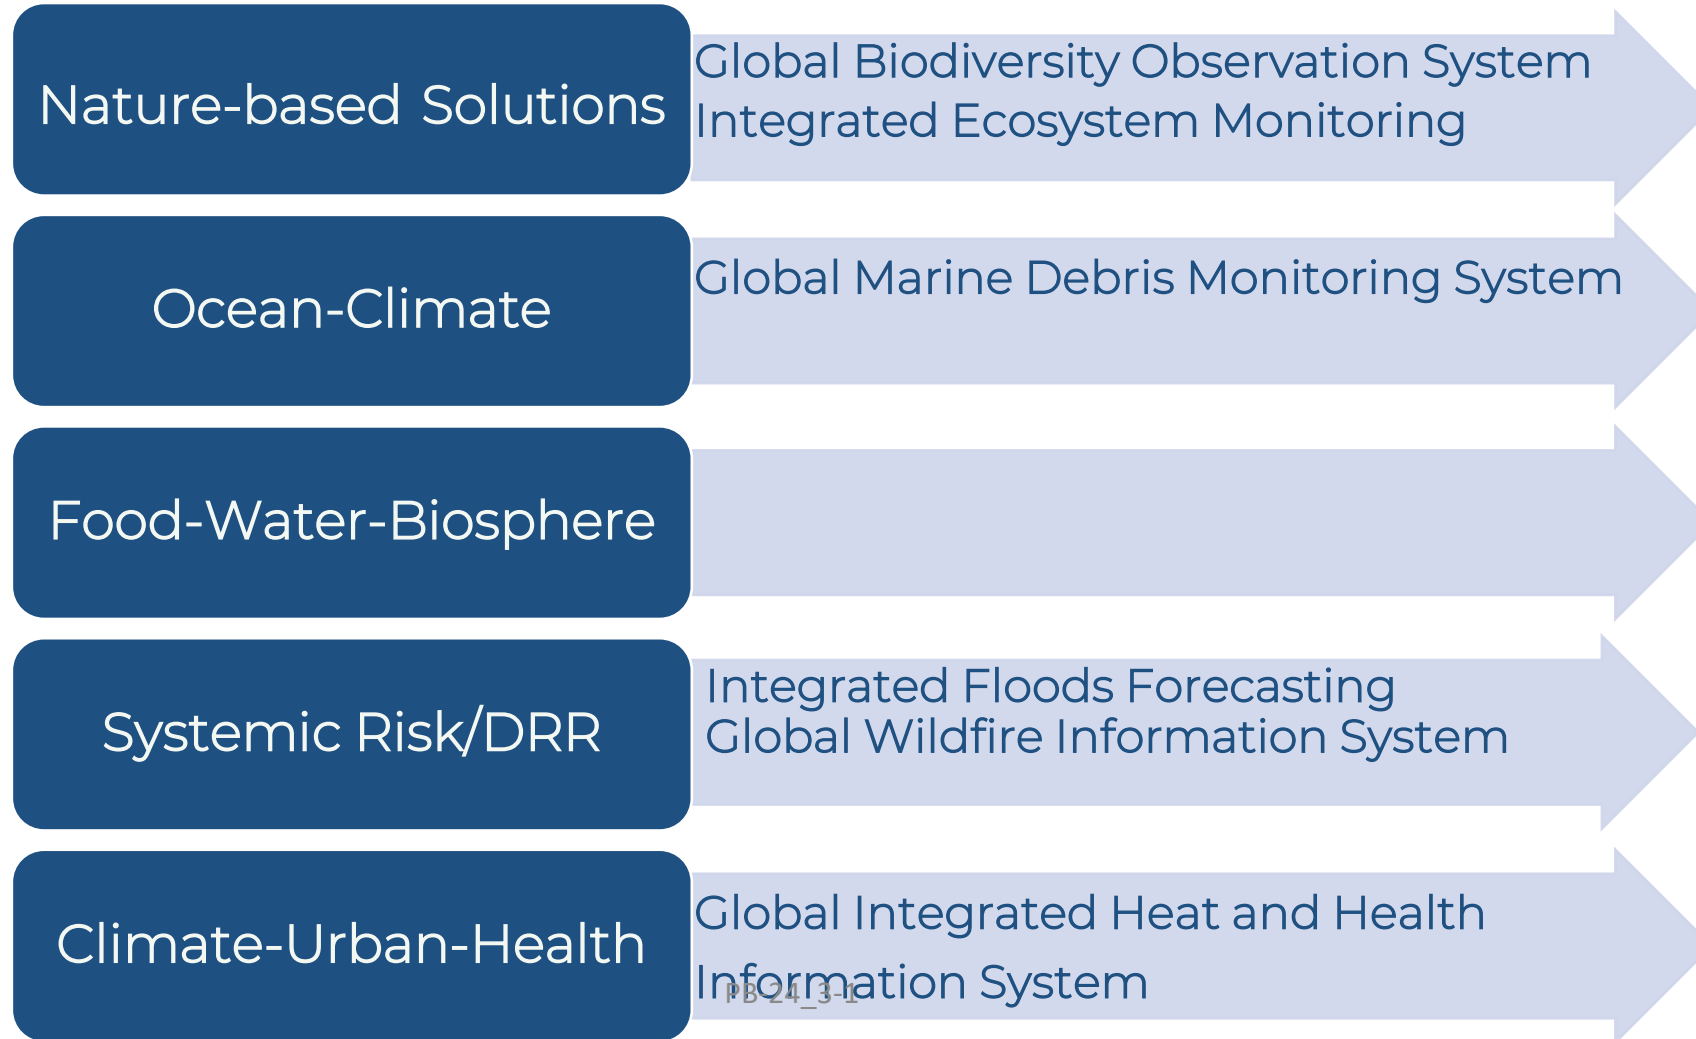 Nature-based Solutions
Global Biodiversity Observation System
Integrated Ecosystem Monitoring
Ocean-Climate
Global Marine Debris Monitoring System
Food-Water-Biosphere
Systemic Risk/DRR
Integrated Floods Forecasting
Global Wildfire Information System
Climate-Urban-Health
Global Integrated Heat and Health
Information System
PB-24_3-1